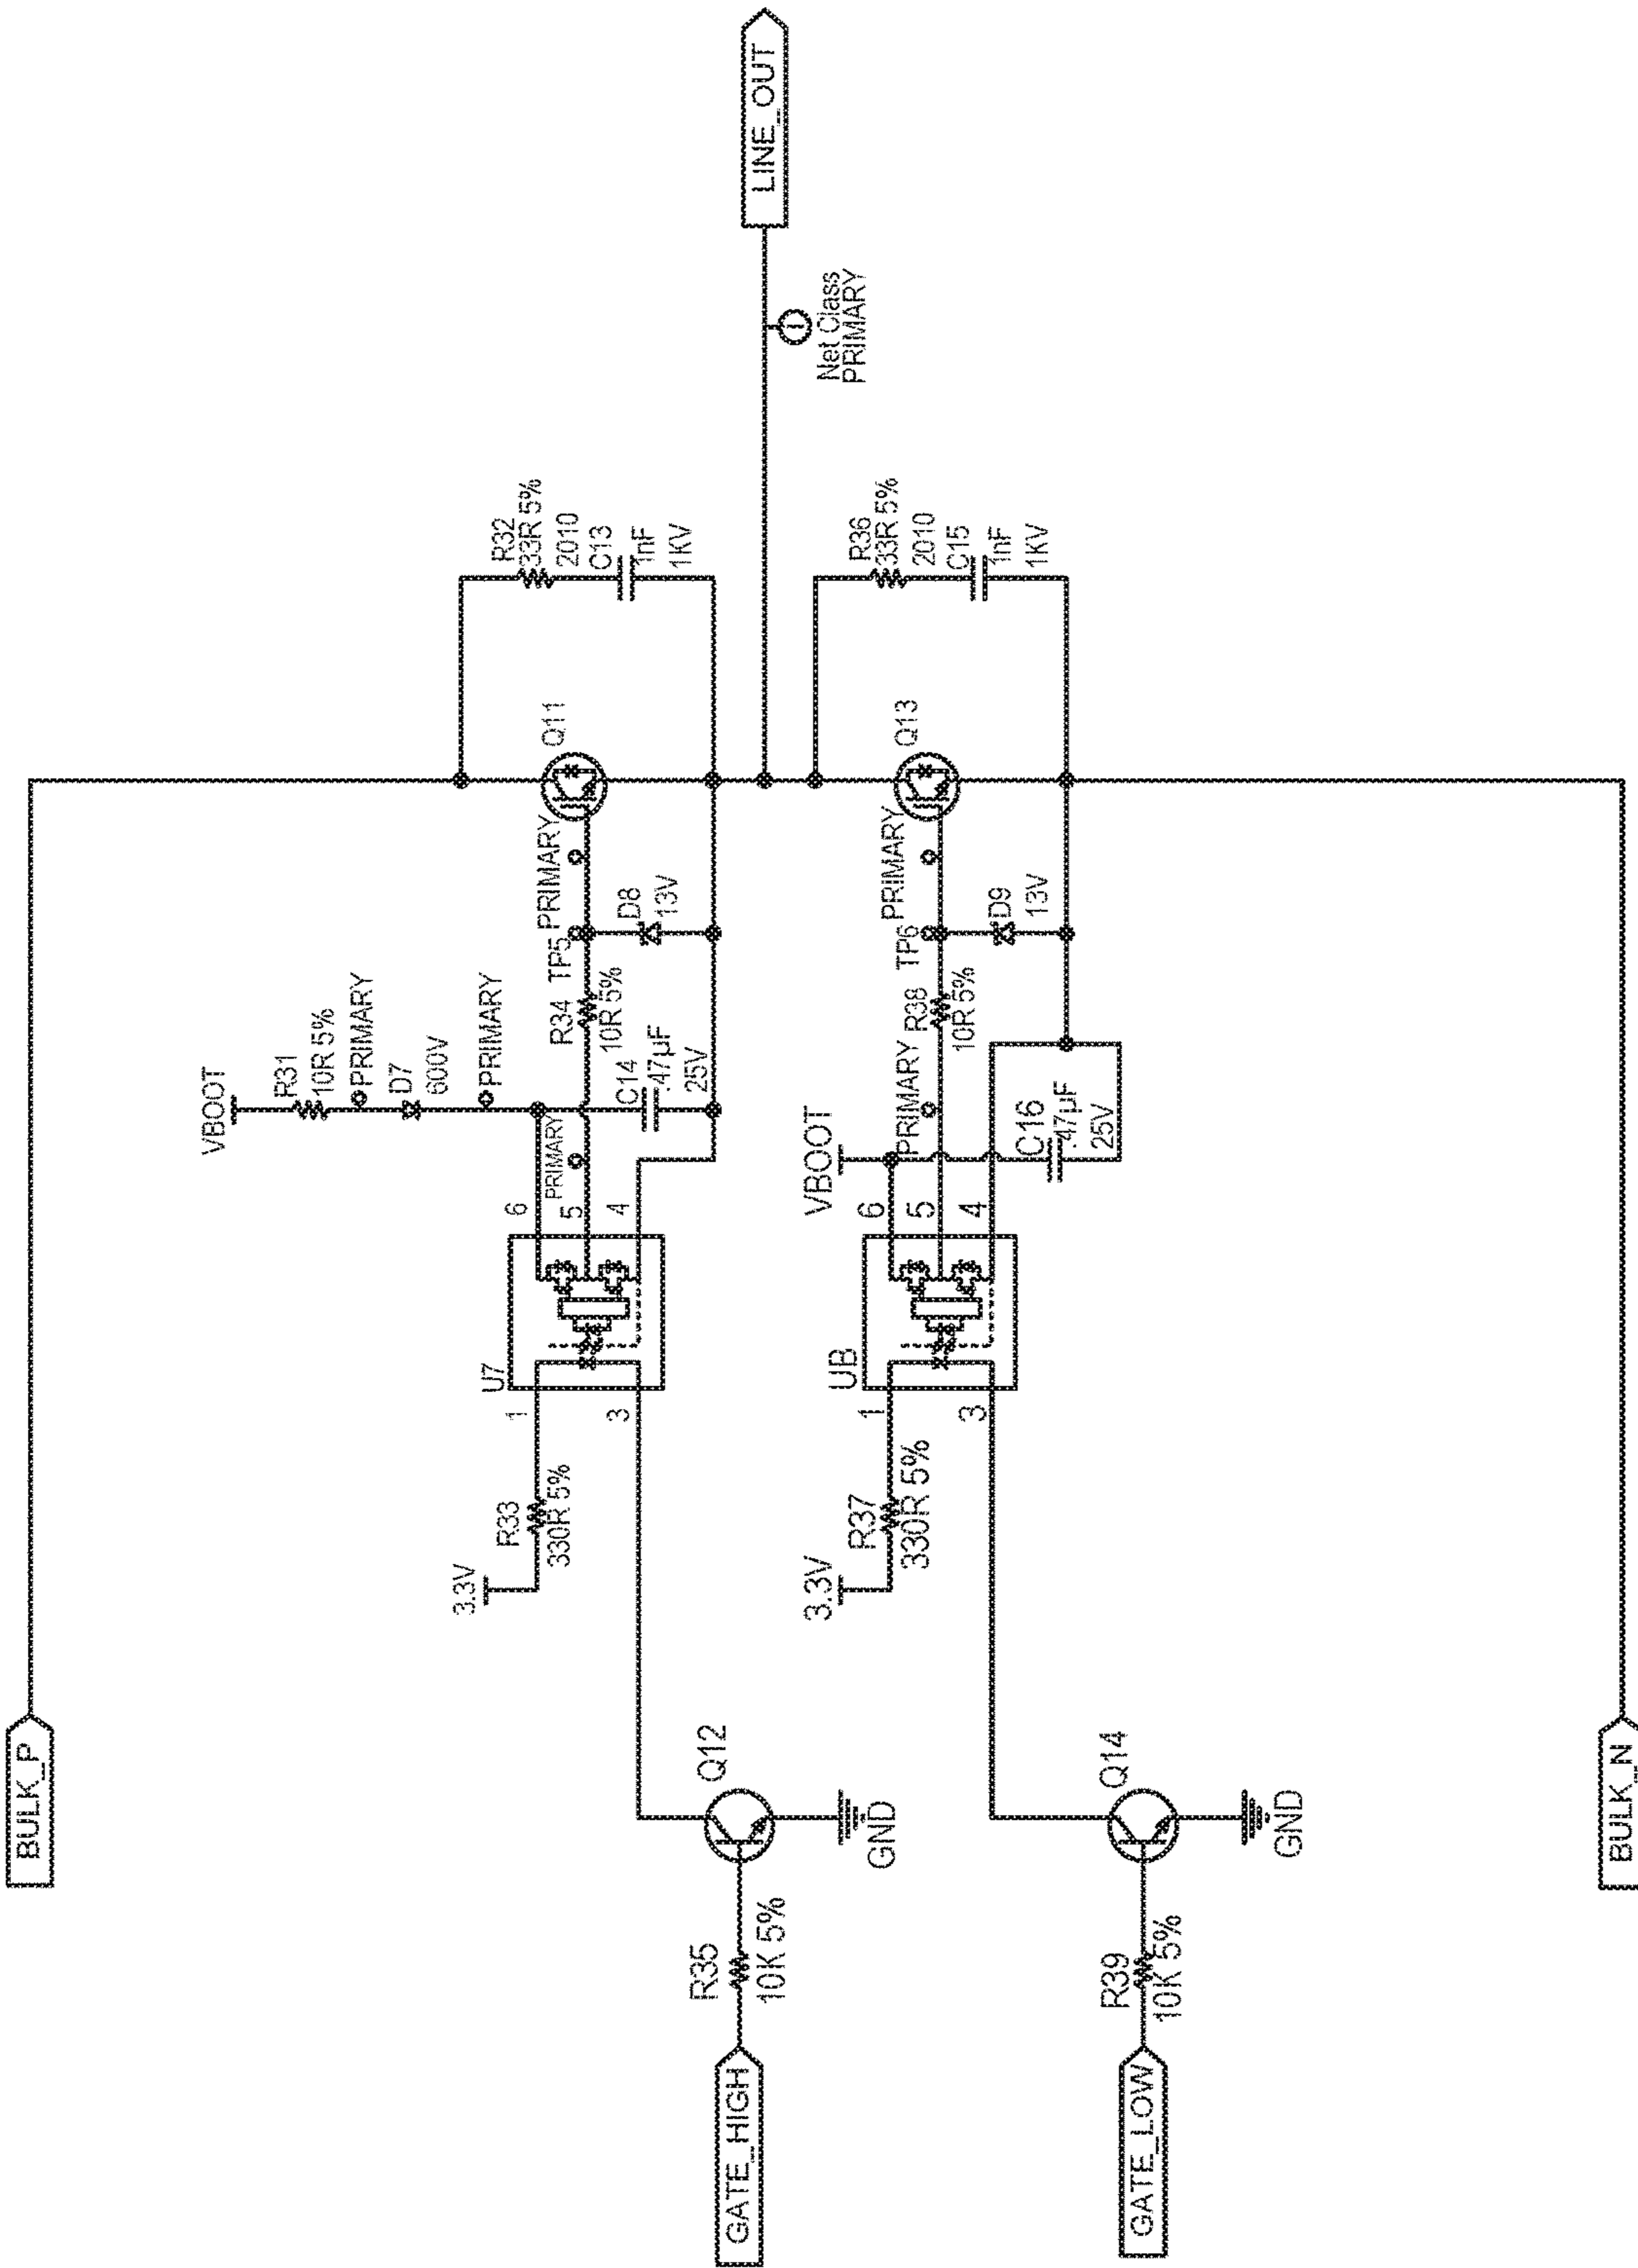 BULK_P
VBOOT
R31
10R 5%
PRIMARY
D7
600V
PRIMARY
3.3V
R33
330R 5%
U7
1
3
6
5
4
PRIMARY
R34
10R 5%
TP5
PRIMARY
C14
.47µF
25V
D8
13V
Q11
R32
33R 5%
2010
C13
1nF
1KV
GATE_HIGH
R35
10K 5%
Q12
GND
Net Class
PRIMARY
LINE_OUT
3.3V
R37
330R 5%
UB
1
3
VBOOT
6
5
4
PRIMARY
R38
10R 5%
TP6
PRIMARY
C16
.47µF
25V
D9
13V
Q13
R36
33R 5%
2010
C15
1nF
1KV
GATE_LOW
R39
10K 5%
Q14
GND
BULK_N